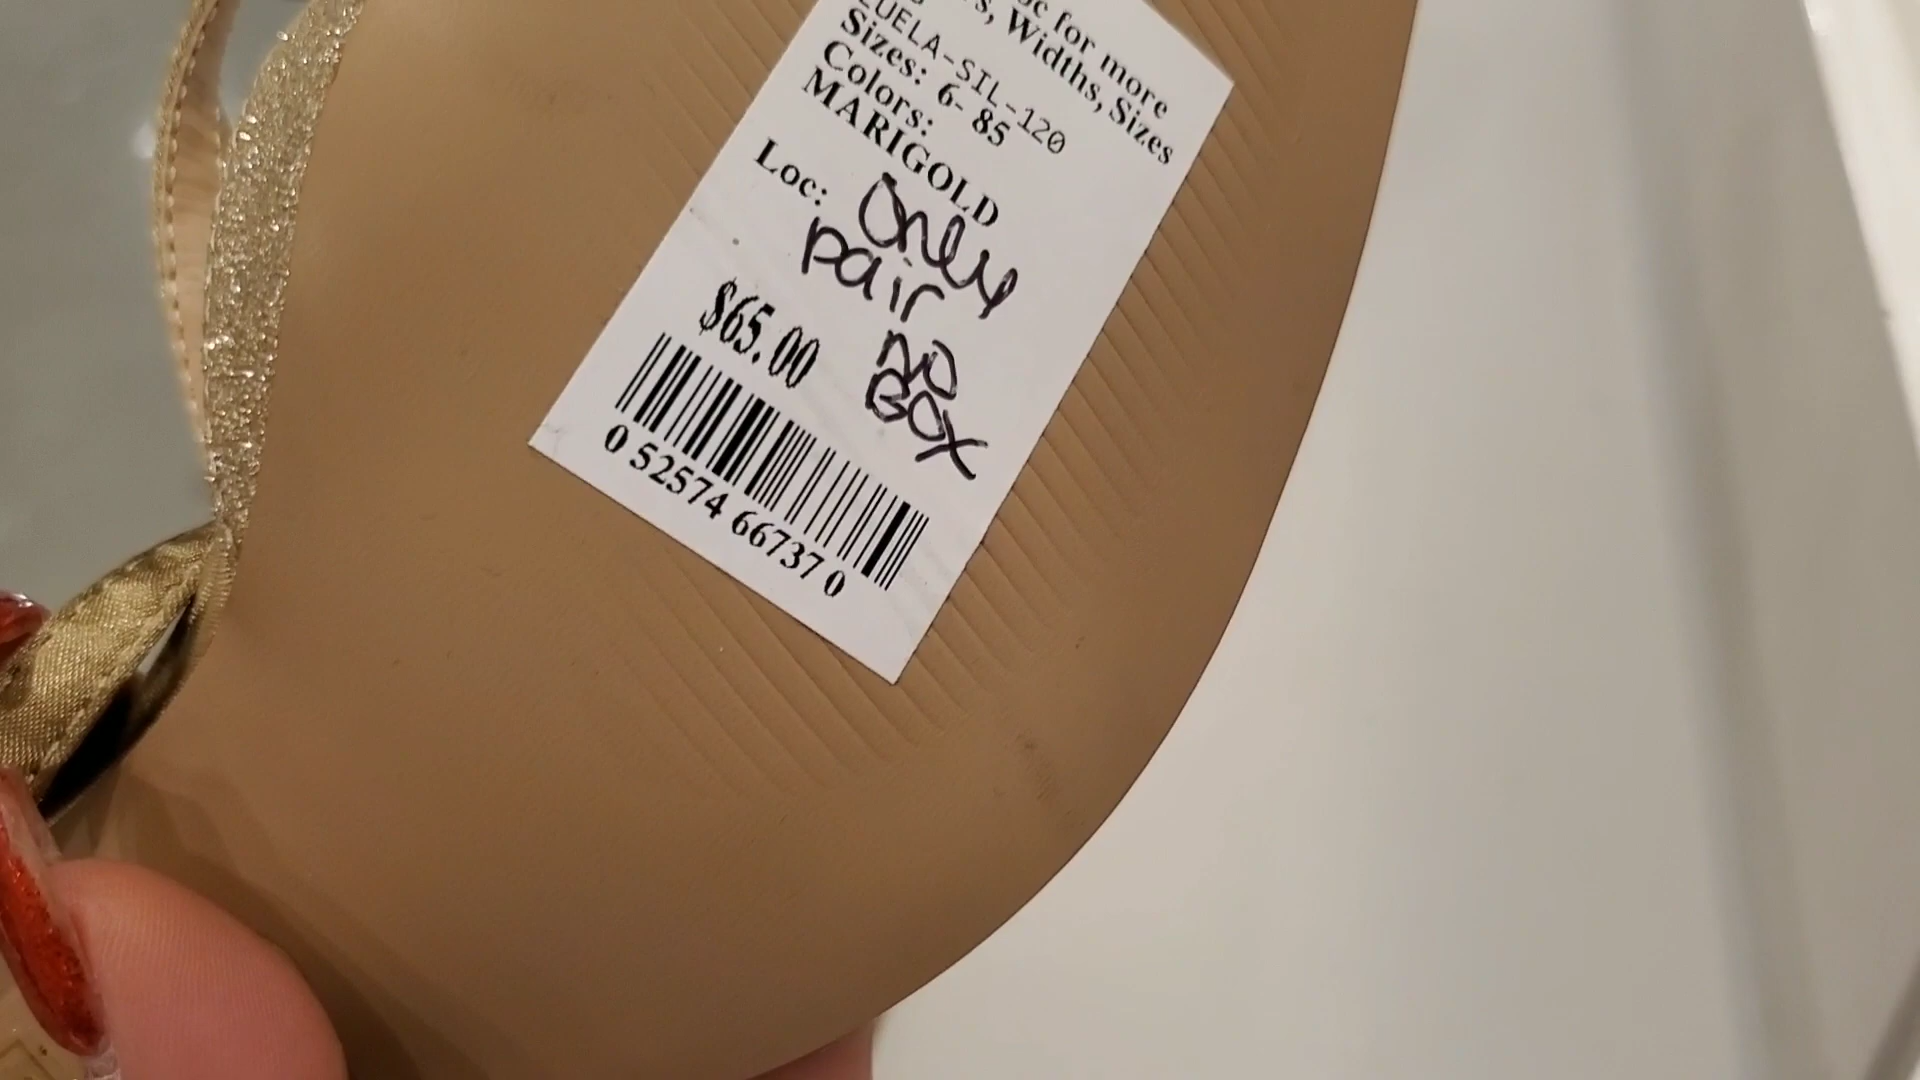 for more
Widths, Sizes
UELA-SIL-120
Sizes: 6- 85
Colors:
MARIGOLD
Loc: Only
pair
$65.00 no
BOX
0 52574 66737 0